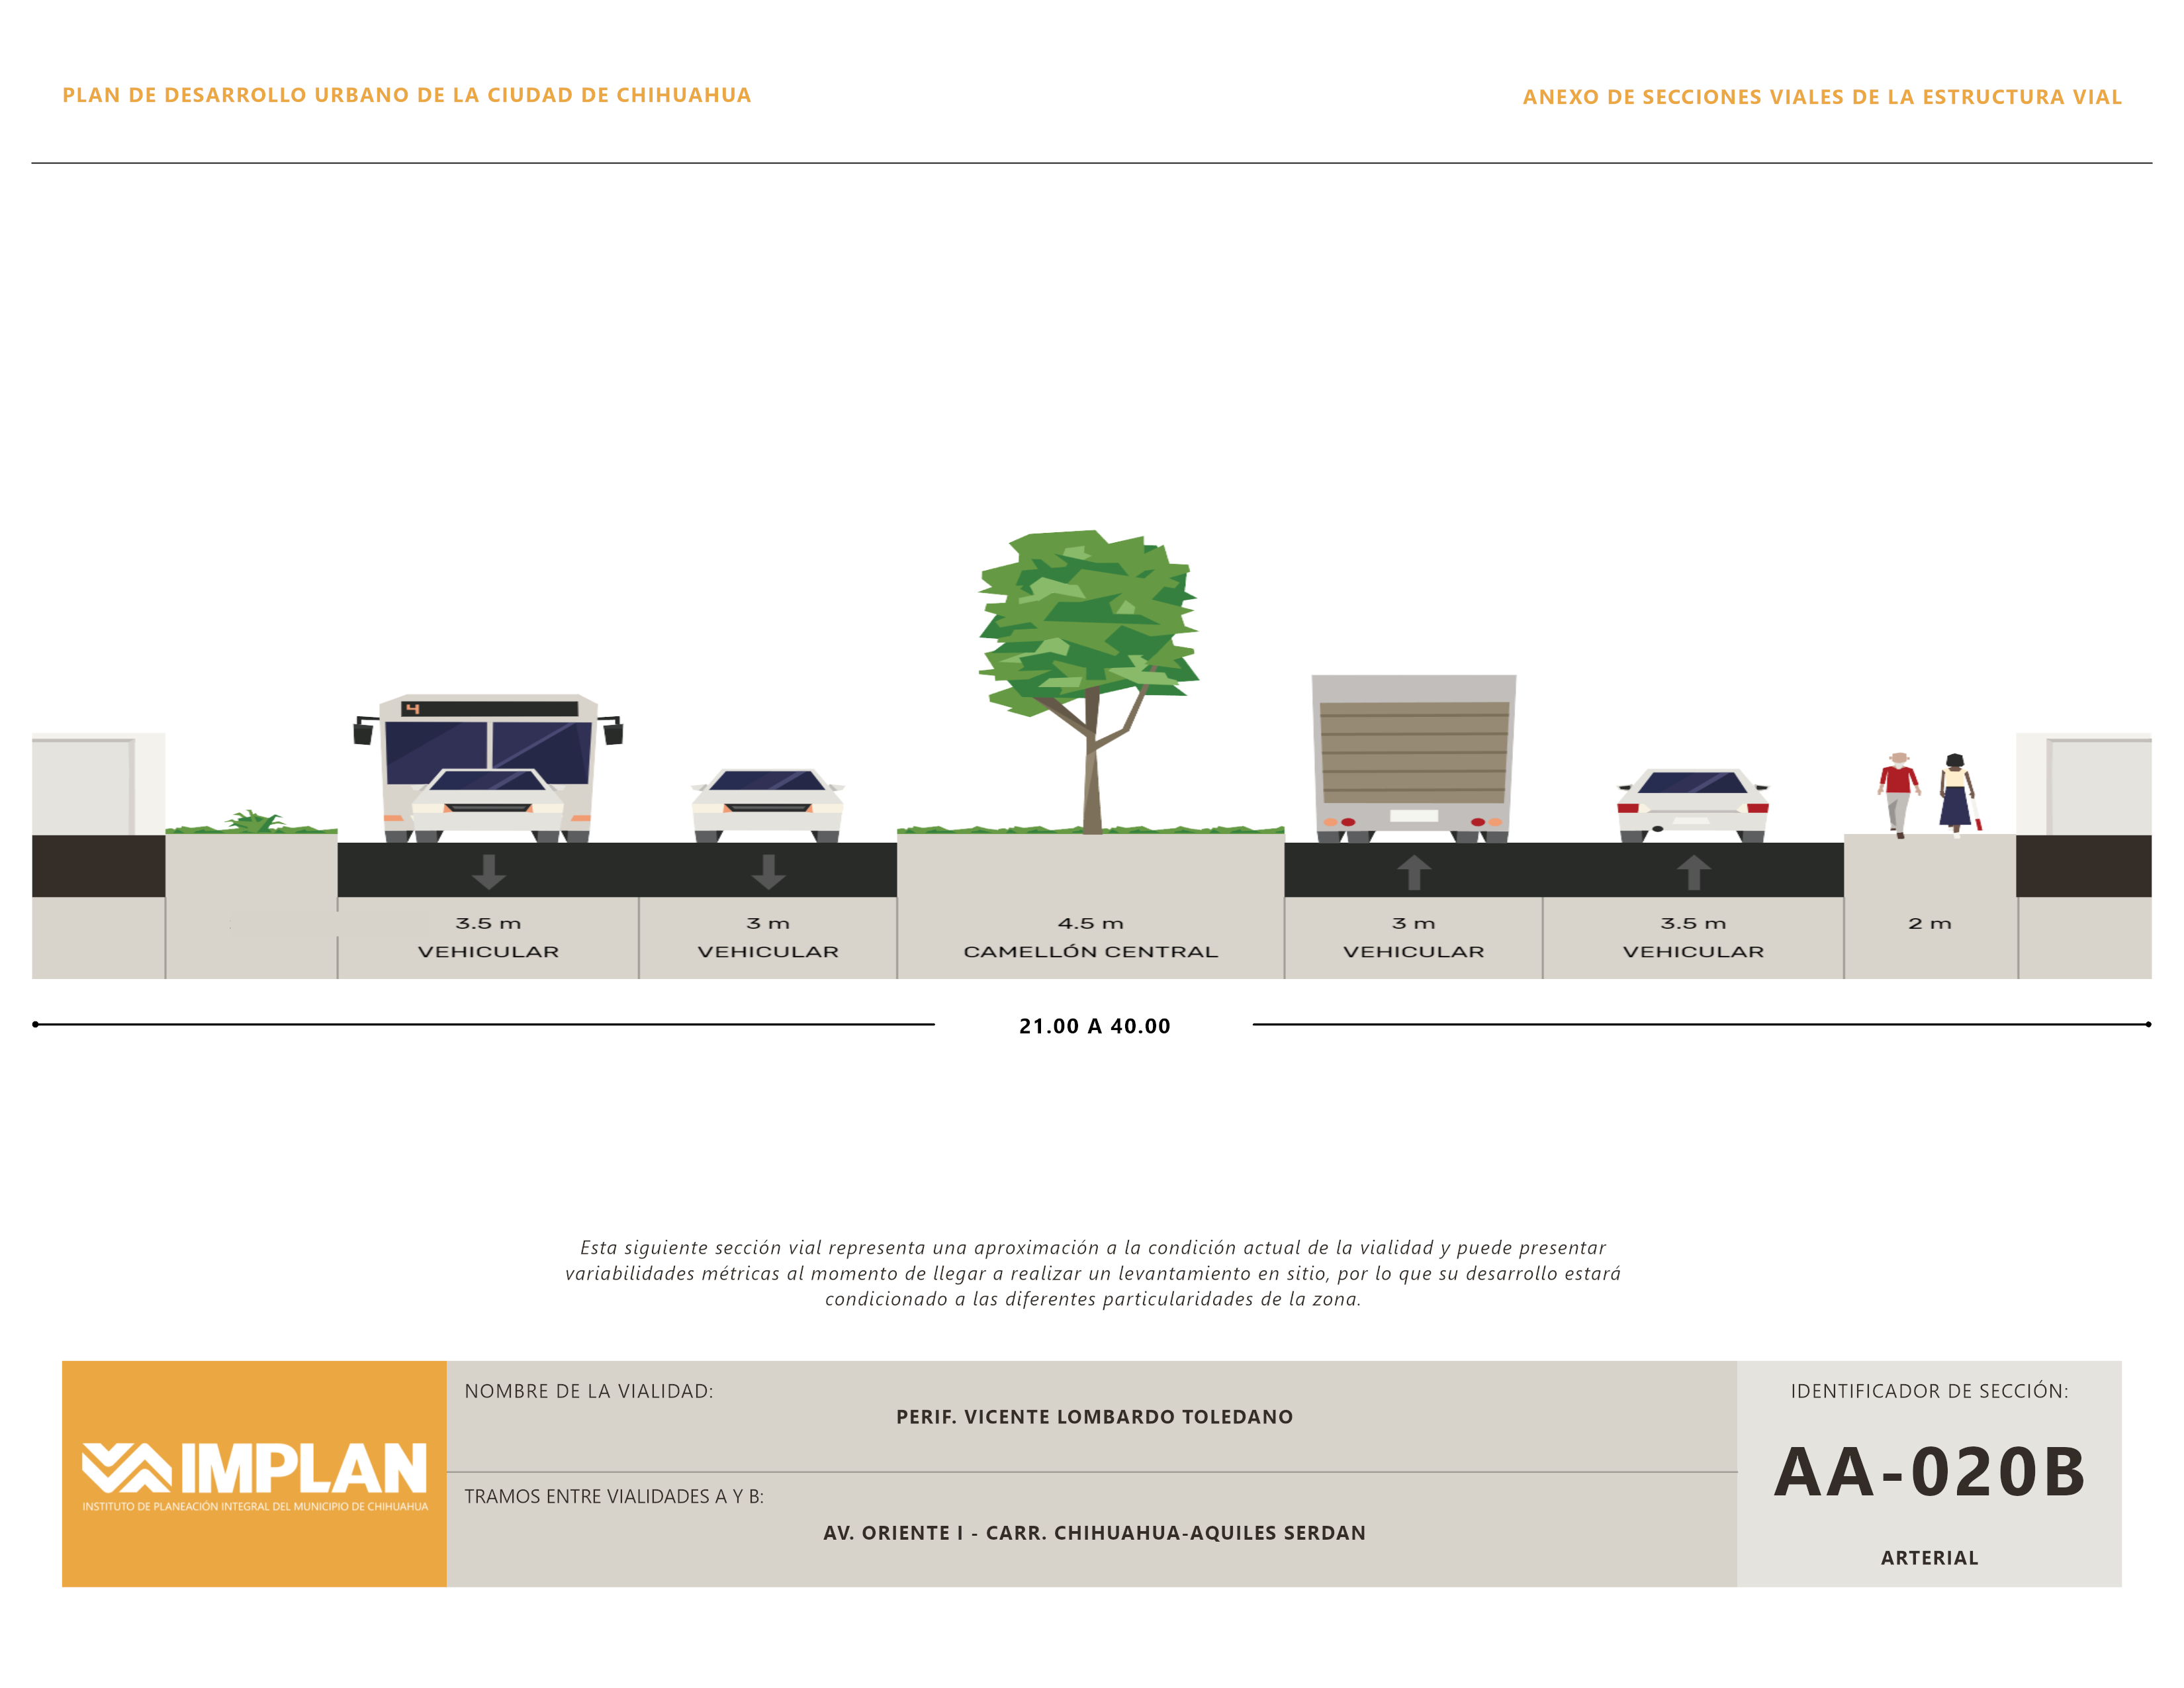 PLAN DE DESARROLLO URBANO DE LA CIUDAD DE CHIHUAHUA
ANEXO DE SECCIONES VIALES DE LA ESTRUCTURA VIAL
4
3.5 m
VEHICULAR
3 m
VEHICULAR
4.5 m
CAMELLÓN CENTRAL
3 m
VEHICULAR
3.5 m
VEHICULAR
2 m
21.00 A 40.00
Esta siguiente sección vial representa una aproximación a la condición actual de la vialidad y puede presentar
variabilidades métricas al momento de llegar a realizar un levantamiento en sitio, por lo que su desarrollo estará
condicionado a las diferentes particularidades de la zona.
IMPLAN
INSTITUTO DE PLANEACIÓN INTEGRAL DEL MUNICIPIO DE CHIHUAHUA
NOMBRE DE LA VIALIDAD:
PERIF. VICENTE LOMBARDO TOLEDANO
TRAMOS ENTRE VIALIDADES A Y B:
AV. ORIENTE I - CARR. CHIHUAHUA-AQUILES SERDAN
IDENTIFICADOR DE SECCIÓN:
AA-020B
ARTERIAL